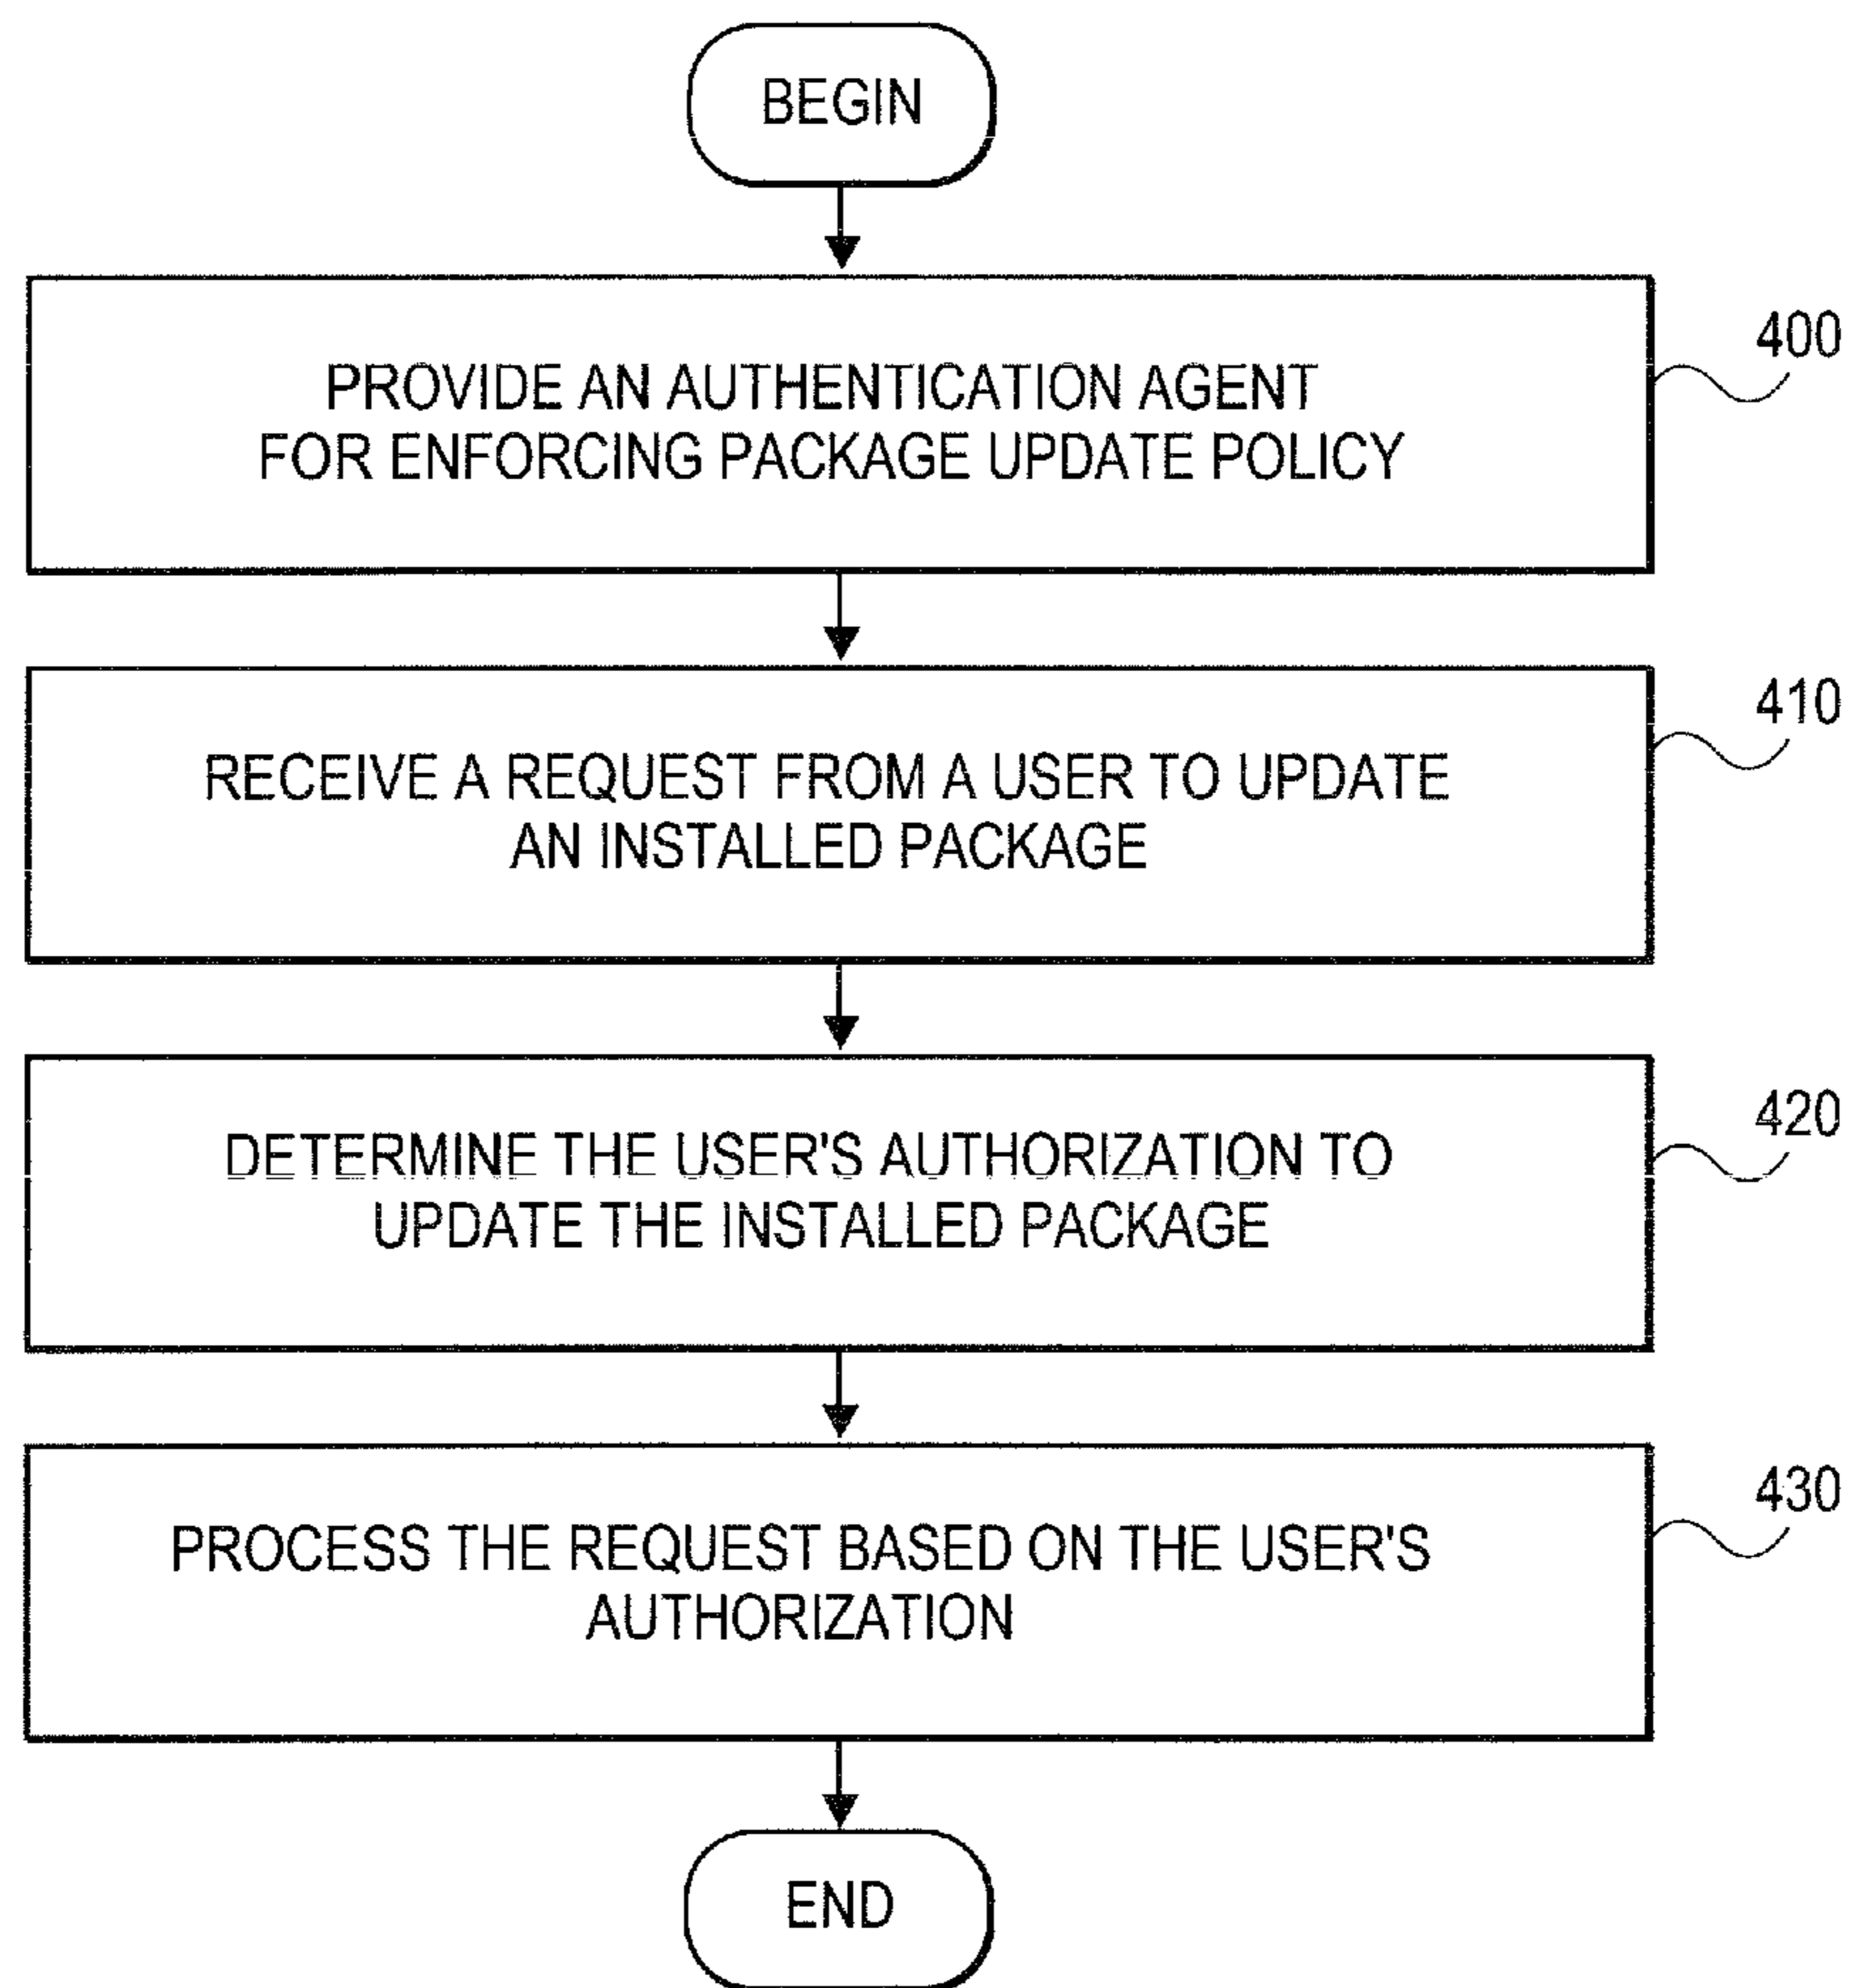 BEGIN
PROVIDE AN AUTHENTICATION AGENT
FOR ENFORCING PACKAGE UPDATE POLICY
400
RECEIVE A REQUEST FROM A USER TO UPDATE
AN INSTALLED PACKAGE
410
DETERMINE THE USER'S AUTHORIZATION TO
UPDATE THE INSTALLED PACKAGE
420
PROCESS THE REQUEST BASED ON THE USER'S
AUTHORIZATION
430
END